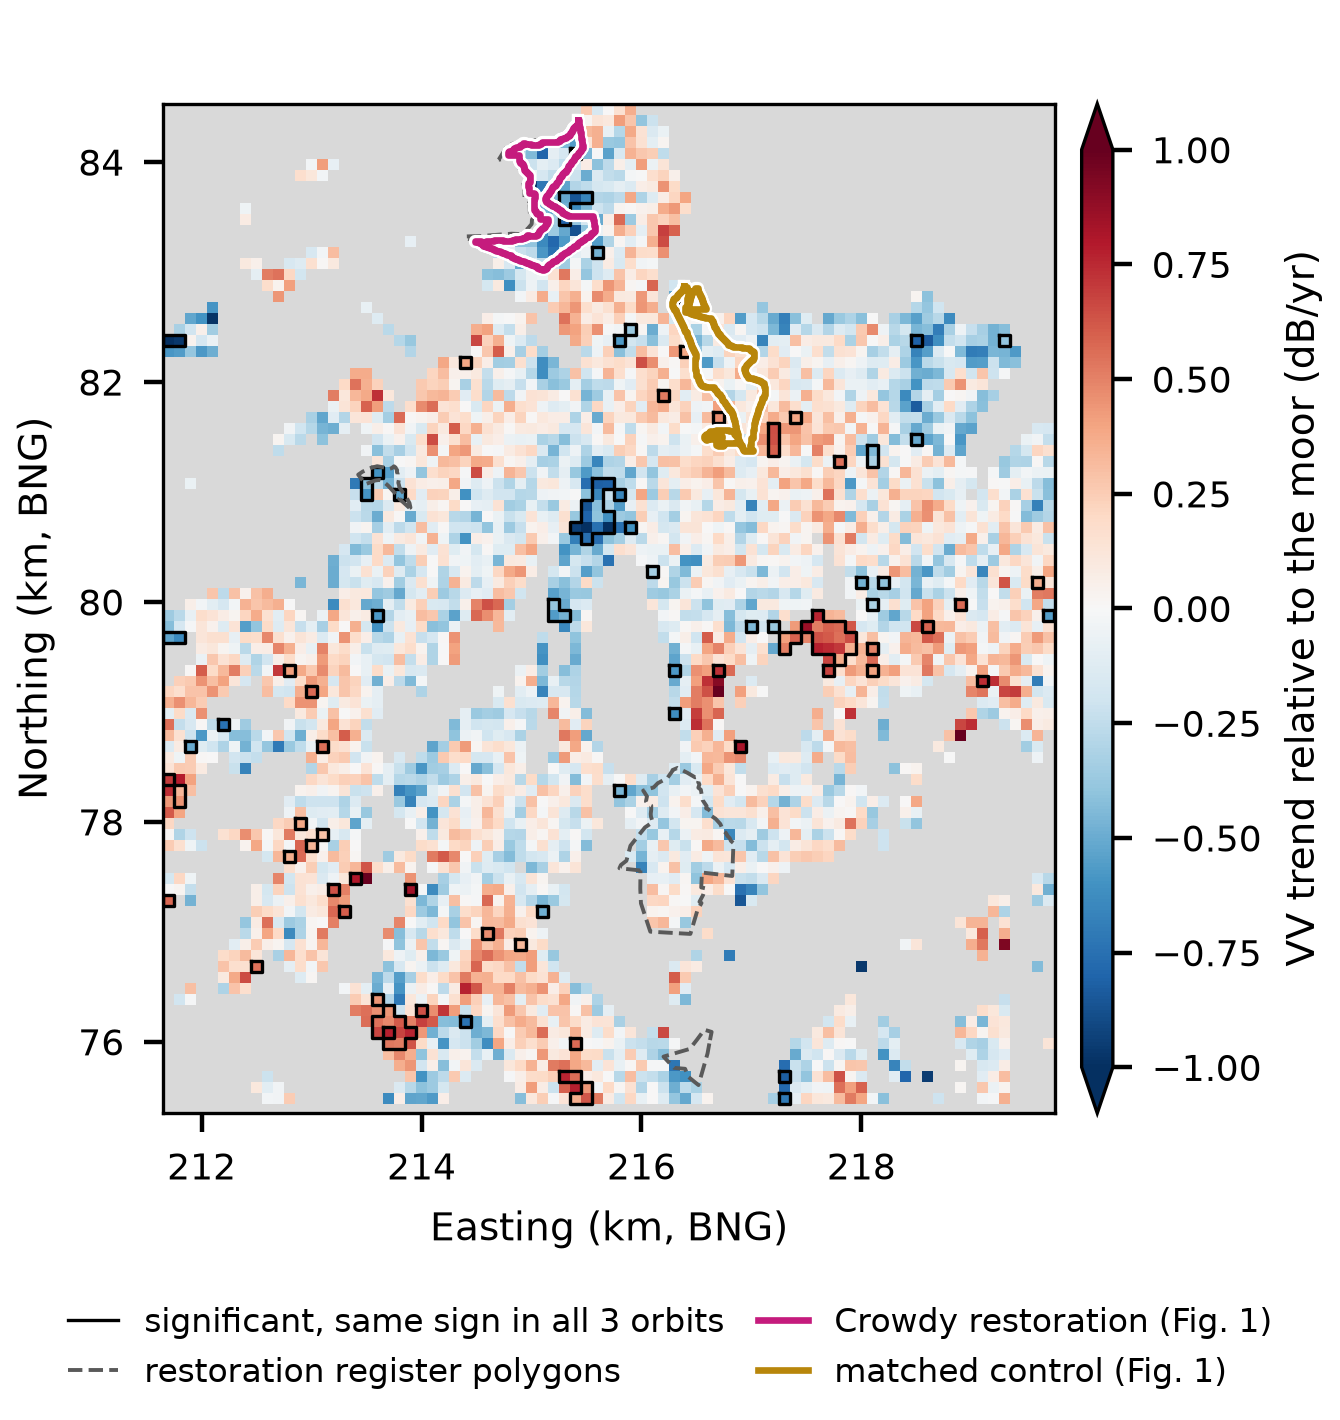 84
82
80
78
76
212
214
216
218
Northing (km, BNG)
Easting (km, BNG)
1.00
0.75
0.50
0.25
0.00
−0.25
−0.50
−0.75
−1.00
VV trend relative to the moor (dB/yr)
significant, same sign in all 3 orbits
restoration register polygons
Crowdy restoration (Fig. 1)
matched control (Fig. 1)